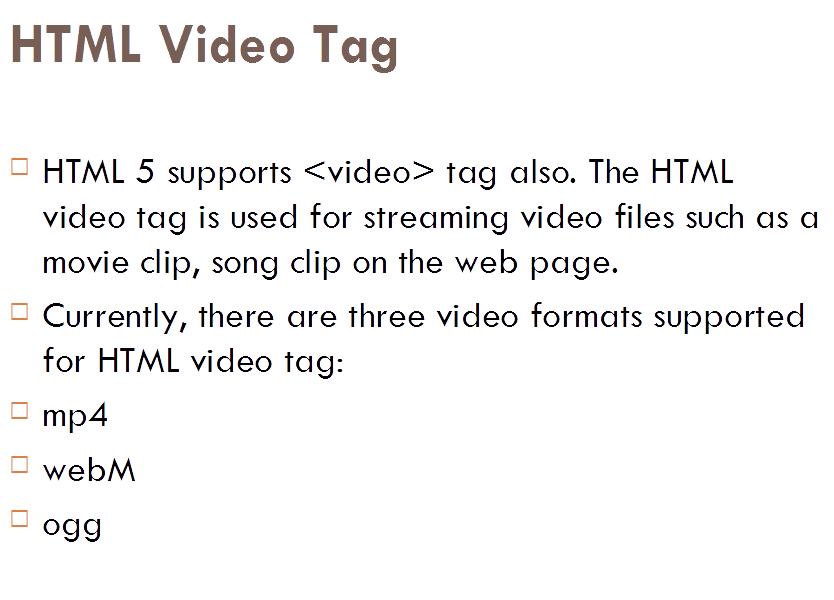 HTML Video Tag
HTML 5 supports <video> tag also. The HTML
video tag is used for streaming video files such as a
movie clip, song clip on the web page.
Currently, there are three video formats supported
for HTML video tag:
mp4
webM
ogg